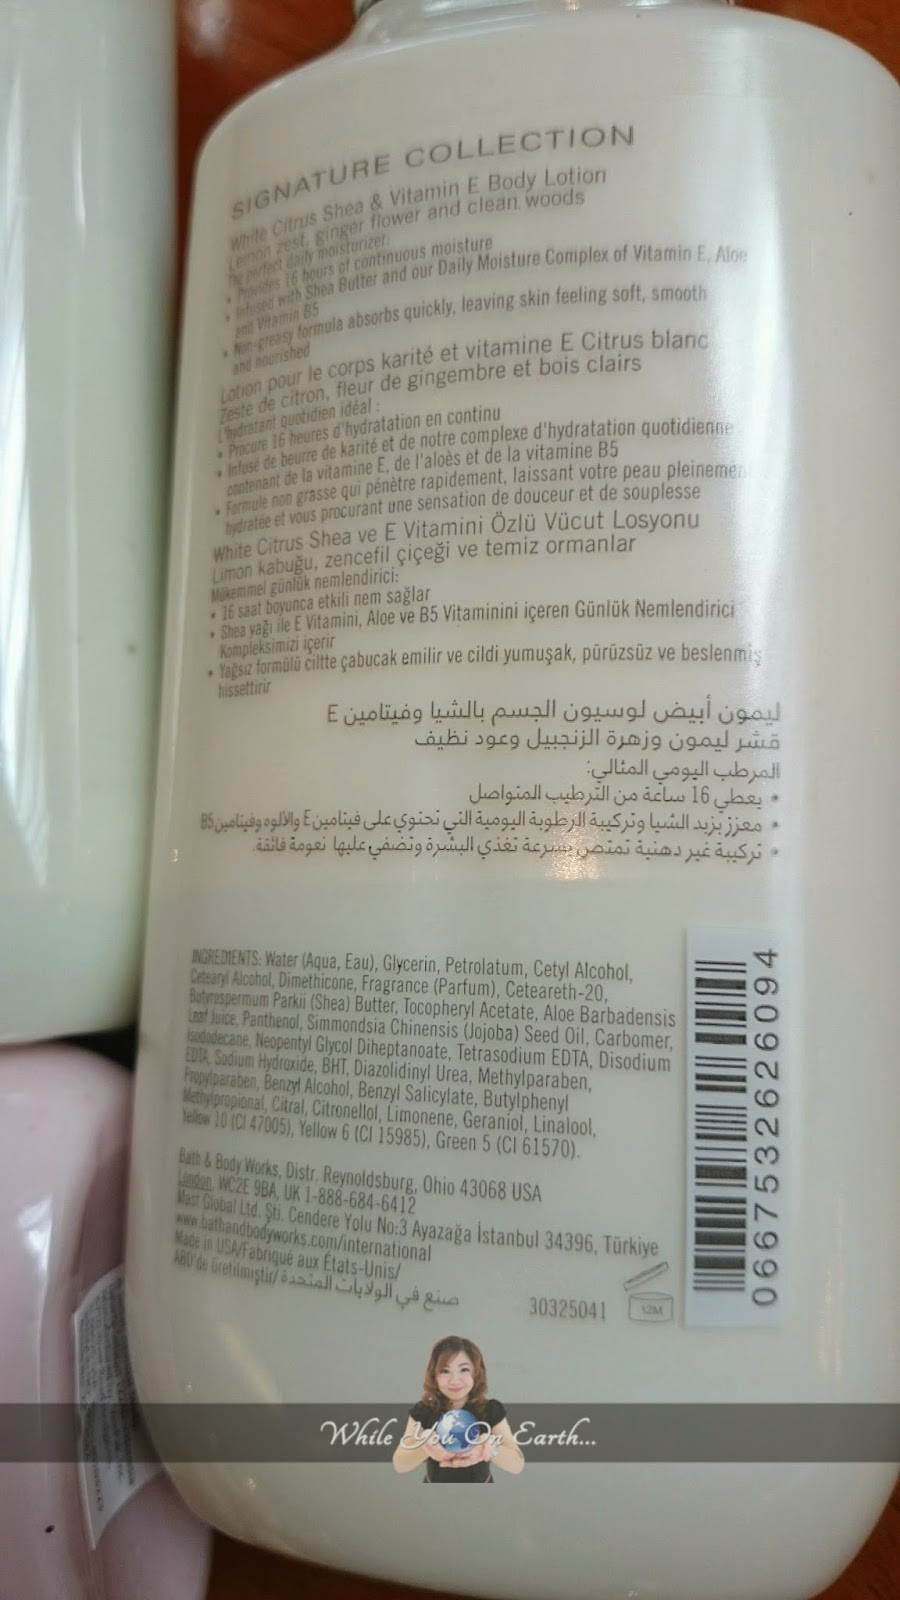 SIGNATURE COLLECTION
White Citrus Shea & Vitamin E Body Lotion
Lemon zest, ginger flower and clean woods
The perfect daily moisturizer:
• Provides 16 hours of continuous moisture
• Infused with Shea Butter and our Daily Moisture Complex of Vitamin E, Aloe
and Vitamin B5
• Non-greasy formula absorbs quickly, leaving skin feeling soft, smooth
and nourished
Lotion pour le corps karité et vitamine E Citrus blanc
Zeste de citron, fleur de gingembre et bois clairs
L'hydratant quotidien idéal :
• Procure 16 heures d'hydratation en continu
• Infusé de beurre de karité et de notre complexe d'hydratation quotidienne
contenant de la vitamine E, de l'aloès et de la vitamine B5
• Formule non grasse qui pénètre rapidement, laissant votre peau pleinemen
hydratée et vous procurant une sensation de douceur et de souplesse
White Citrus Shea ve E Vitamini Özlü Vücut Losyonu
Limon kabuğu, zencefil çiçeği ve temiz ormanlar
Mükemmel günlük nemlendirici:
• 16 saat boyunca etkili nem sağlar
• Shea yağı ile E Vitamini, Aloe ve B5 Vitaminini içeren Günlük Nemlendirici
Kompleksimizi içerir
• Yağsız formülü ciltte çabucak emilir ve cildi yumuşak, pürüzsüz ve beslenmiş
hissettirir
ليمون أبيض لوسيون الجسم بالشيا وفيتامين E
قشر ليمون وزهرة الزنجبيل وعود نظيف
المرطب اليومي المثالي:
• يعطي 16 ساعة من الترطيب المتواصل
• معزز بزبد الشيا وتركيبة الرطوبة اليومية التي تحتوي على فيتامين E والألوه وفيتامين B5
• تركيبة غير دهنية تمتص بسرعة تغذي البشرة وتضفي عليها نعومة فائقة.
INGREDIENTS: Water (Aqua, Eau), Glycerin, Petrolatum, Cetyl Alcohol,
Cetearyl Alcohol, Dimethicone, Fragrance (Parfum), Ceteareth-20,
Butyrospermum Parkii (Shea) Butter, Tocopheryl Acetate, Aloe Barbadensis
Leaf Juice, Panthenol, Simmondsia Chinensis (Jojoba) Seed Oil, Carbomer,
Isododecane, Neopentyl Glycol Diheptanoate, Tetrasodium EDTA, Disodium
EDTA, Sodium Hydroxide, BHT, Diazolidinyl Urea, Methylparaben,
Propylparaben, Benzyl Alcohol, Benzyl Salicylate, Butylphenyl
Methylpropional, Citral, Citronellol, Limonene, Geraniol, Linalool,
Yellow 10 (CI 47005), Yellow 6 (CI 15985), Green 5 (CI 61570).
Bath & Body Works, Distr. Reynoldsburg, Ohio 43068 USA
London, WC2E 9BA, UK 1-888-684-6412
Mast Global Ltd. Şti. Cendere Yolu No:3 Ayazağa İstanbul 34396, Türkiye
www.bathandbodyworks.com/international
Made in USA/Fabriqué aux États-Unis/
ABD'de üretilmiştir/ صنع في الولايات المتحدة
30325041
12M
0667532626094
While You On Earth...